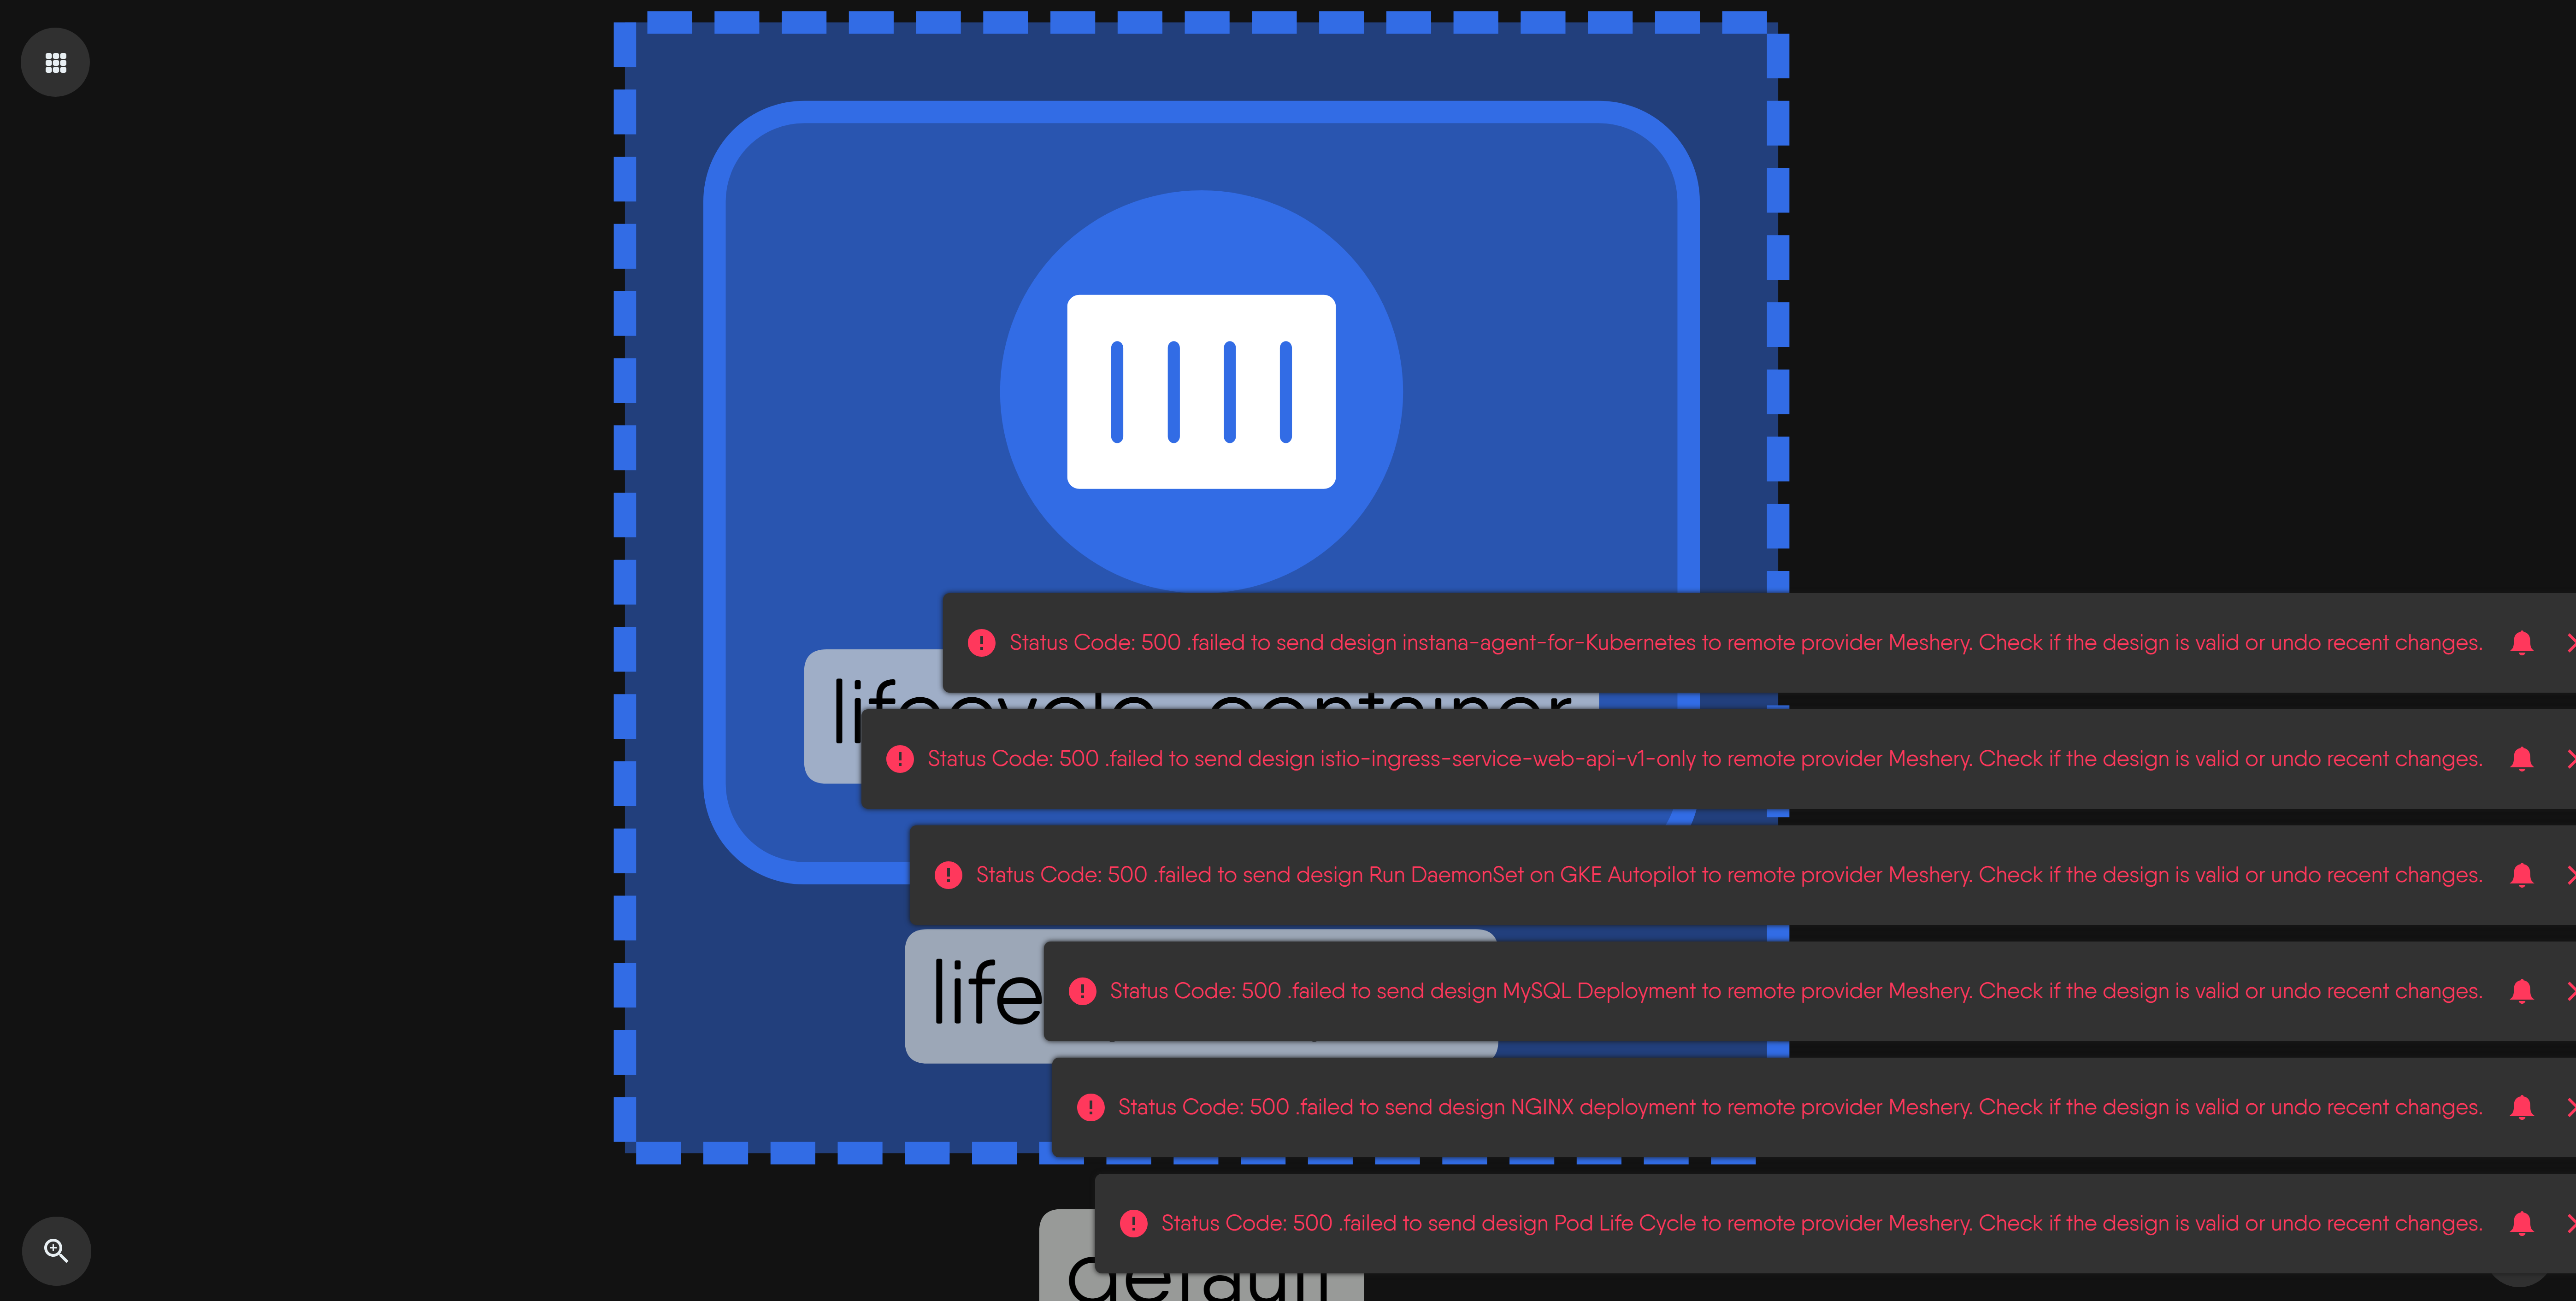 Status Code: 500 .failed to send design instana-agent-for-Kubernetes to remote provider Meshery. Check if the design is valid or undo recent changes.
lifecycle-container
Status Code: 500 .failed to send design istio-ingress-service-web-api-v1-only to remote provider Meshery. Check if the design is valid or undo recent changes.
Status Code: 500 .failed to send design Run DaemonSet on GKE Autopilot to remote provider Meshery. Check if the design is valid or undo recent changes.
life
Status Code: 500 .failed to send design MySQL Deployment to remote provider Meshery. Check if the design is valid or undo recent changes.
Status Code: 500 .failed to send design NGINX deployment to remote provider Meshery. Check if the design is valid or undo recent changes.
Status Code: 500 .failed to send design Pod Life Cycle to remote provider Meshery. Check if the design is valid or undo recent changes.
default